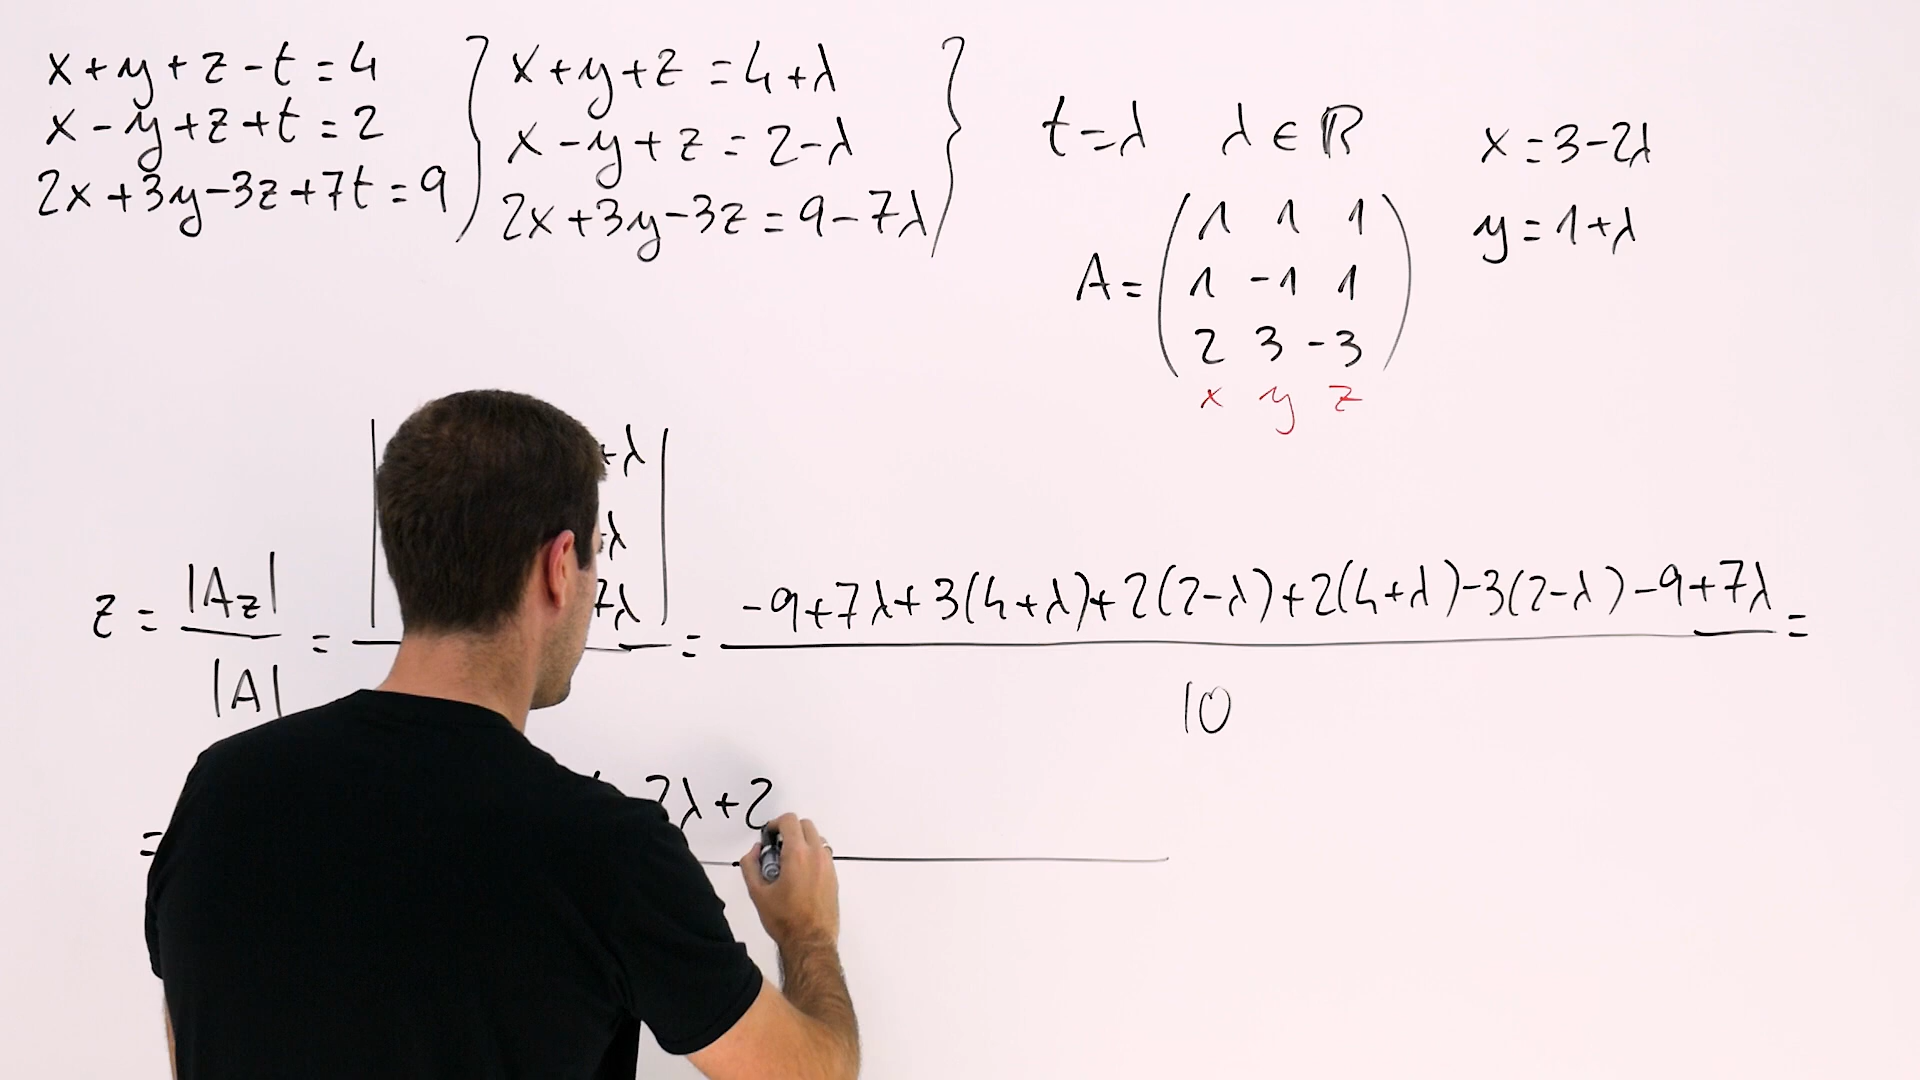 x+y+z-t=4
x-y+z+t=2
2x+3y-3z+7t=9
x+y+z=4+λ
x-y+z=2-λ
2x+3y-3z=9-7λ
t=λ λ∈ℝ
A=
1 1 1
1 -1 1
2 3 -3
x y z
x=3-2λ
y=1+λ
+λ
λ
7λ
z = |Az| / |A| = = -9+7λ+3(4+λ)+2(2-λ)+2(4+λ)-3(2-λ)-9+7λ / 10 =
= 2λ+2